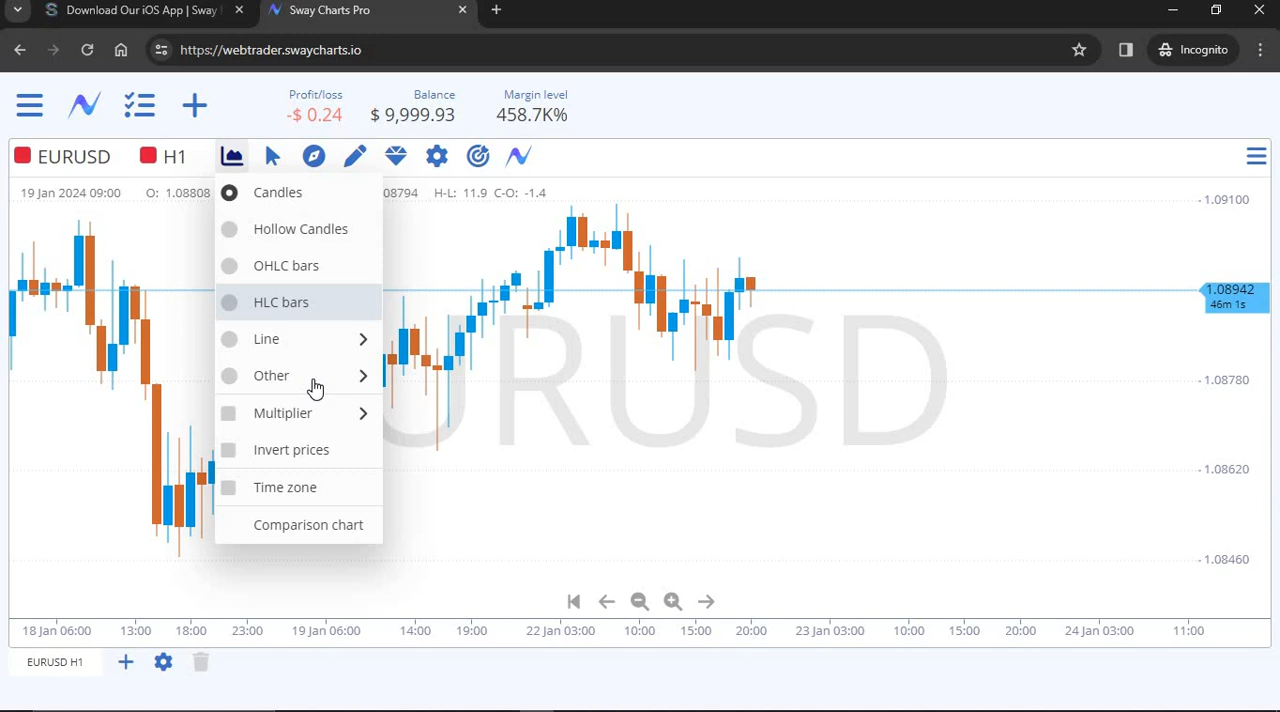 Download Our iOS App | Sway
Sway Charts Pro
https://webtrader.swaycharts.io
Incognito
Profit/loss
-$ 0.24
Balance
$ 9,999.93
Margin level
458.7K%
EURUSD
H1
19 Jan 2024 09:00 O: 1.08808 08794 H-L: 11.9 C-O: -1.4
Candles
Hollow Candles
OHLC bars
HLC bars
Line
Other
Multiplier
Invert prices
Time zone
Comparison chart
URUSD
1.09100
1.08942
46m 1s
1.08780
1.08620
1.08460
18 Jan 06:00 13:00 18:00 23:00 19 Jan 06:00 14:00 19:00 22 Jan 03:00 10:00 15:00 20:00 23 Jan 03:00 10:00 15:00 20:00 24 Jan 03:00 11:00
EURUSD H1